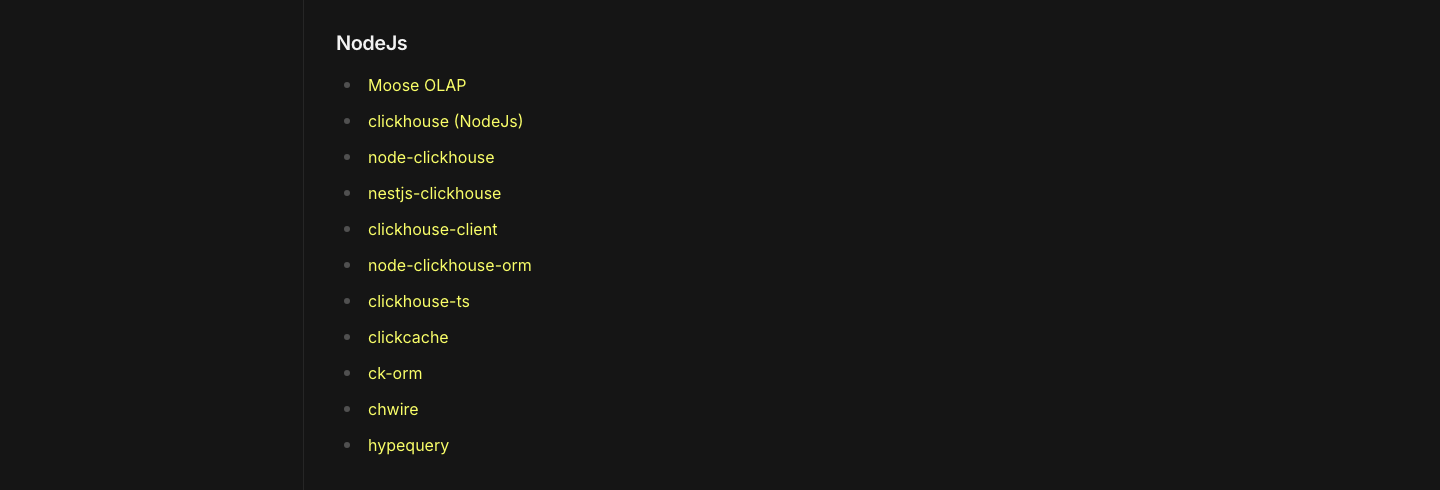 NodeJs
Moose OLAP
clickhouse (NodeJs)
node-clickhouse
nestjs-clickhouse
clickhouse-client
node-clickhouse-orm
clickhouse-ts
clickcache
ck-orm
chwire
hypequery